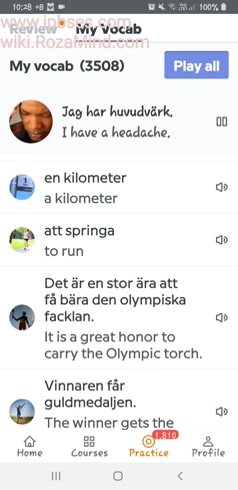 10:28 +8
100%
www.inbses.com
Review My Vocab
wiki.RozaMind.com
My vocab (3508)
Play all
Jag har huvudvärk.
I have a headache.
en kilometer
a kilometer
att springa
to run
Det är en stor ära att
få bära den olympiska
facklan.
It is a great honor to
carry the Olympic torch.
Vinnaren får
guldmedaljen.
The winner gets the
1,810
Home Courses Practice Profile